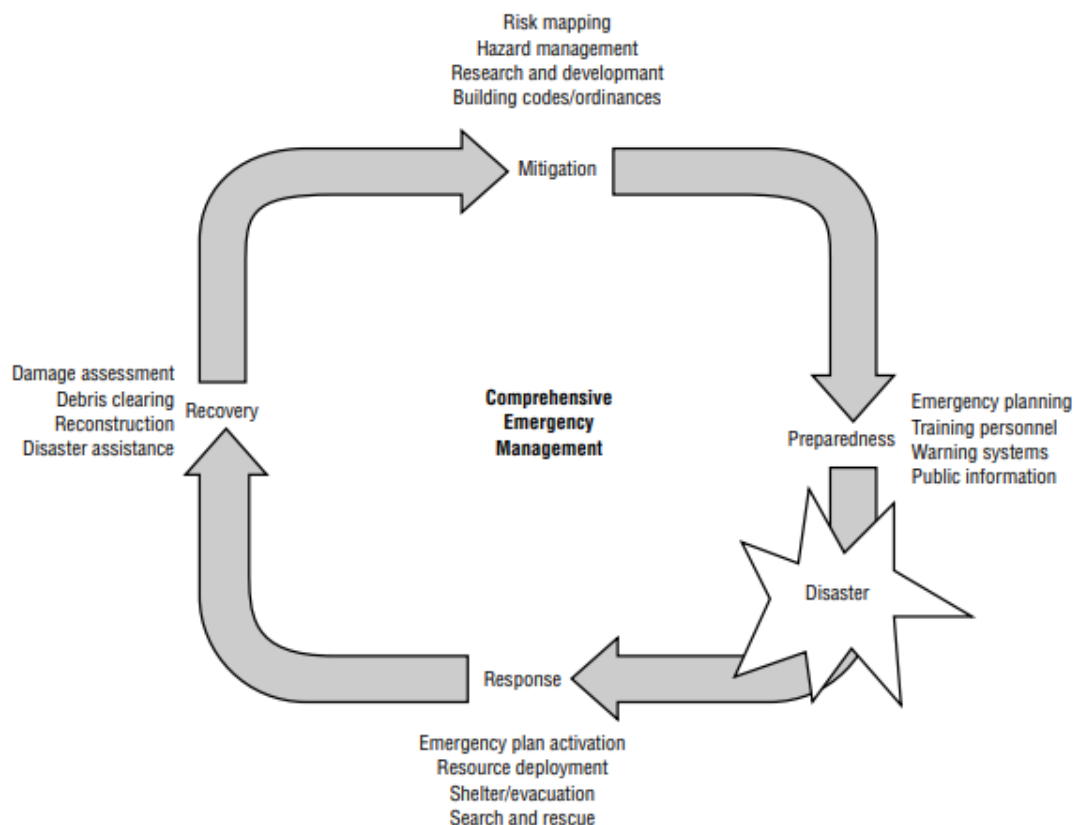 Risk mapping
Hazard management
Research and developmant
Building codes/ordinances
Mitigation
Damage assessment
Debris clearing
Reconstruction
Disaster assistance
Recovery
Comprehensive
Emergency
Management
Preparedness
Emergency planning
Training personnel
Warning systems
Public information
Disaster
Response
Emergency plan activation
Resource deployment
Shelter/evacuation
Search and rescue